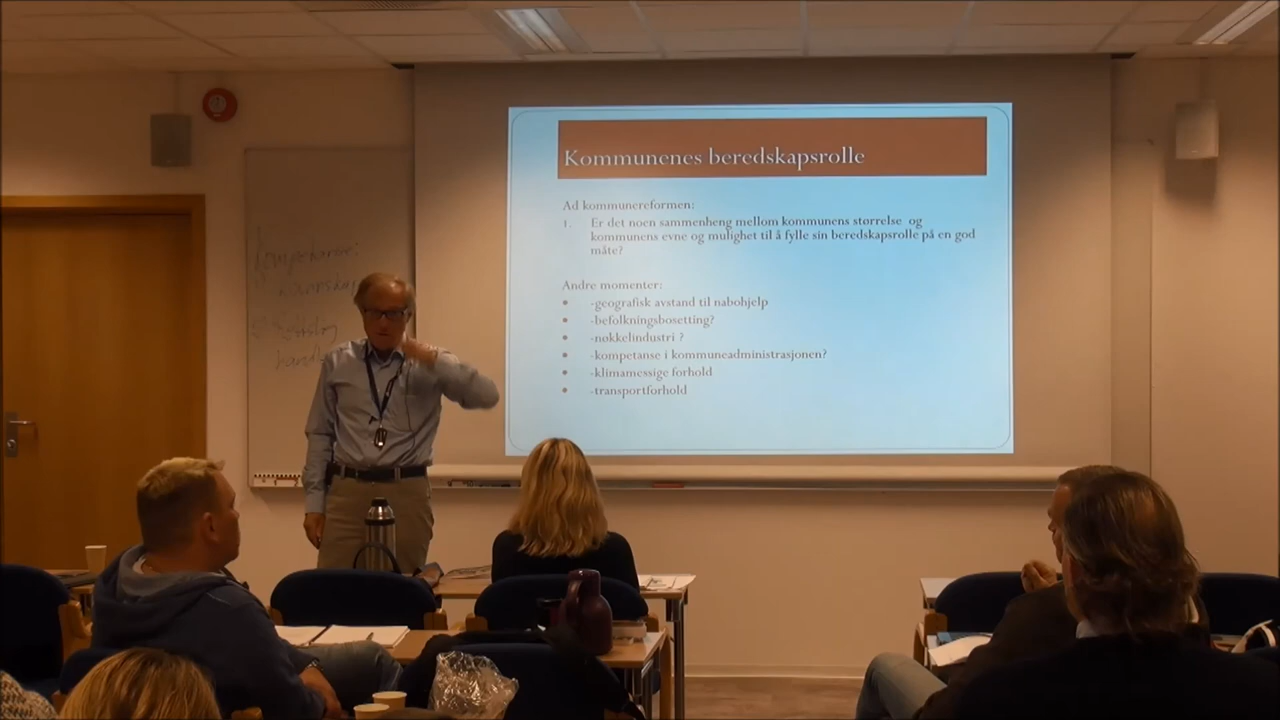 Kommunenes beredskapsrolle
Ad kommunereformen:
1. Er det noen sammenheng mellom kommunens størrelse og
kommunens evne og mulighet til å fylle sin beredskapsrolle på en god
måte?
Andre momenter:
• -geografisk avstand til nabohjelp
• -befolkningsbosetting?
• -nøkkelindustri ?
• -kompetanse i kommuneadministrasjonen?
• -klimamessige forhold
• -transportforhold
Kompetanse: